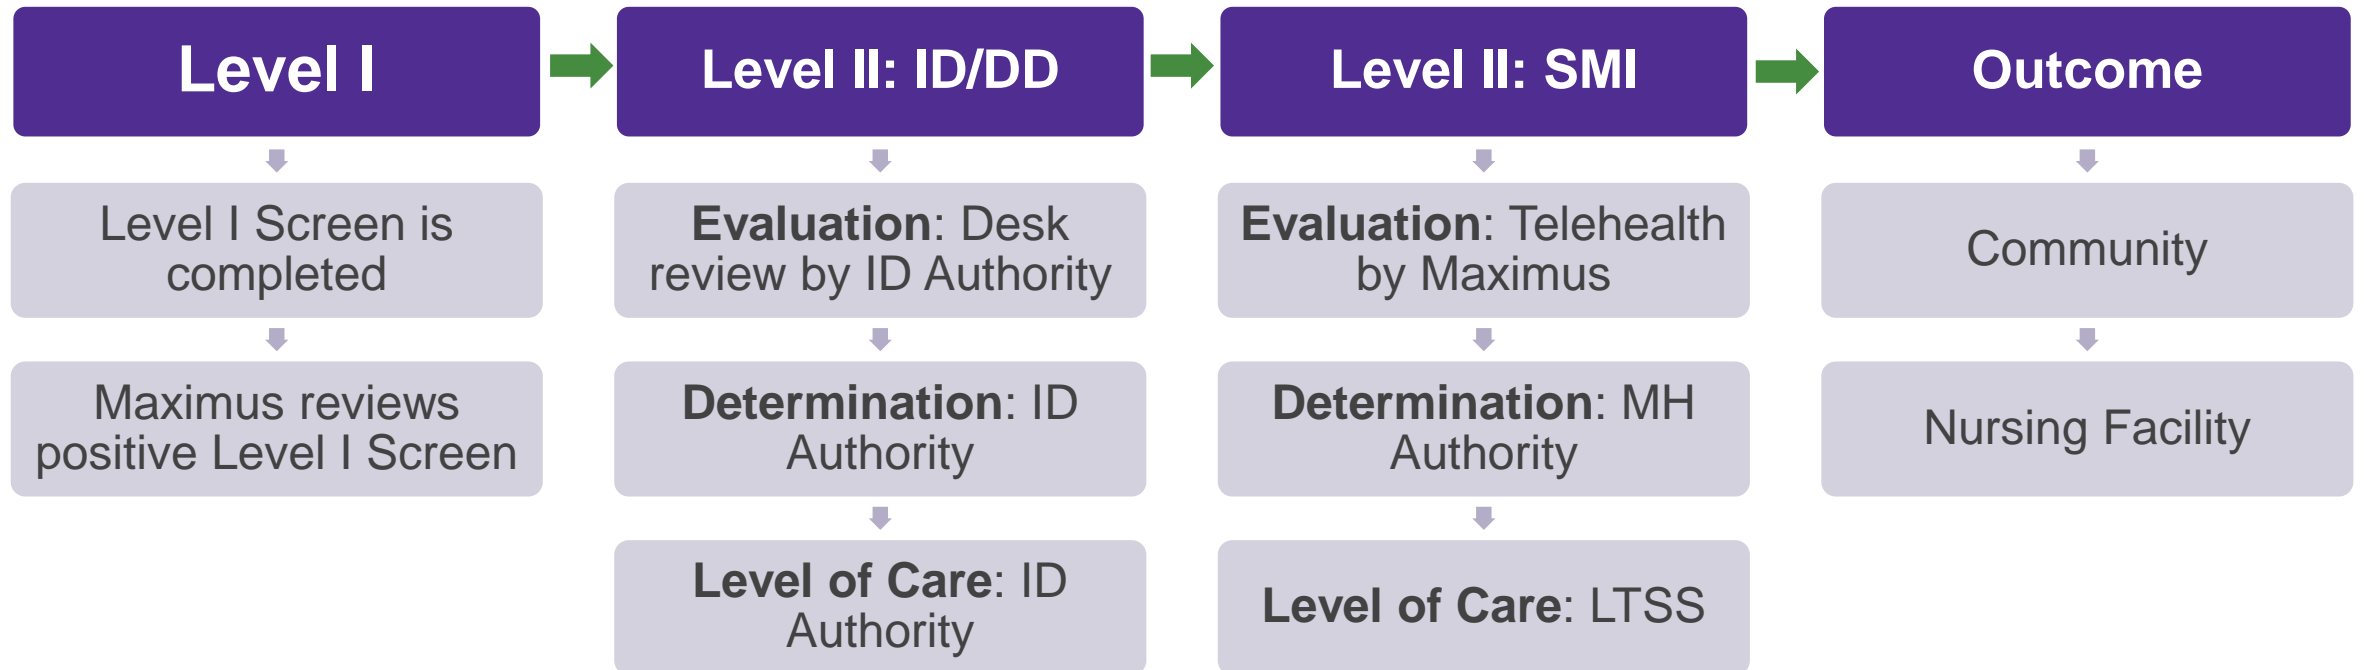 Level I
Level I Screen is
completed
Maximus reviews
positive Level I Screen
Level II: ID/DD
Evaluation: Desk
review by ID Authority
Determination: ID
Authority
Level of Care: ID
Authority
Level II: SMI
Evaluation: Telehealth
by Maximus
Determination: MH
Authority
Level of Care: LTSS
Outcome
Community
Nursing Facility